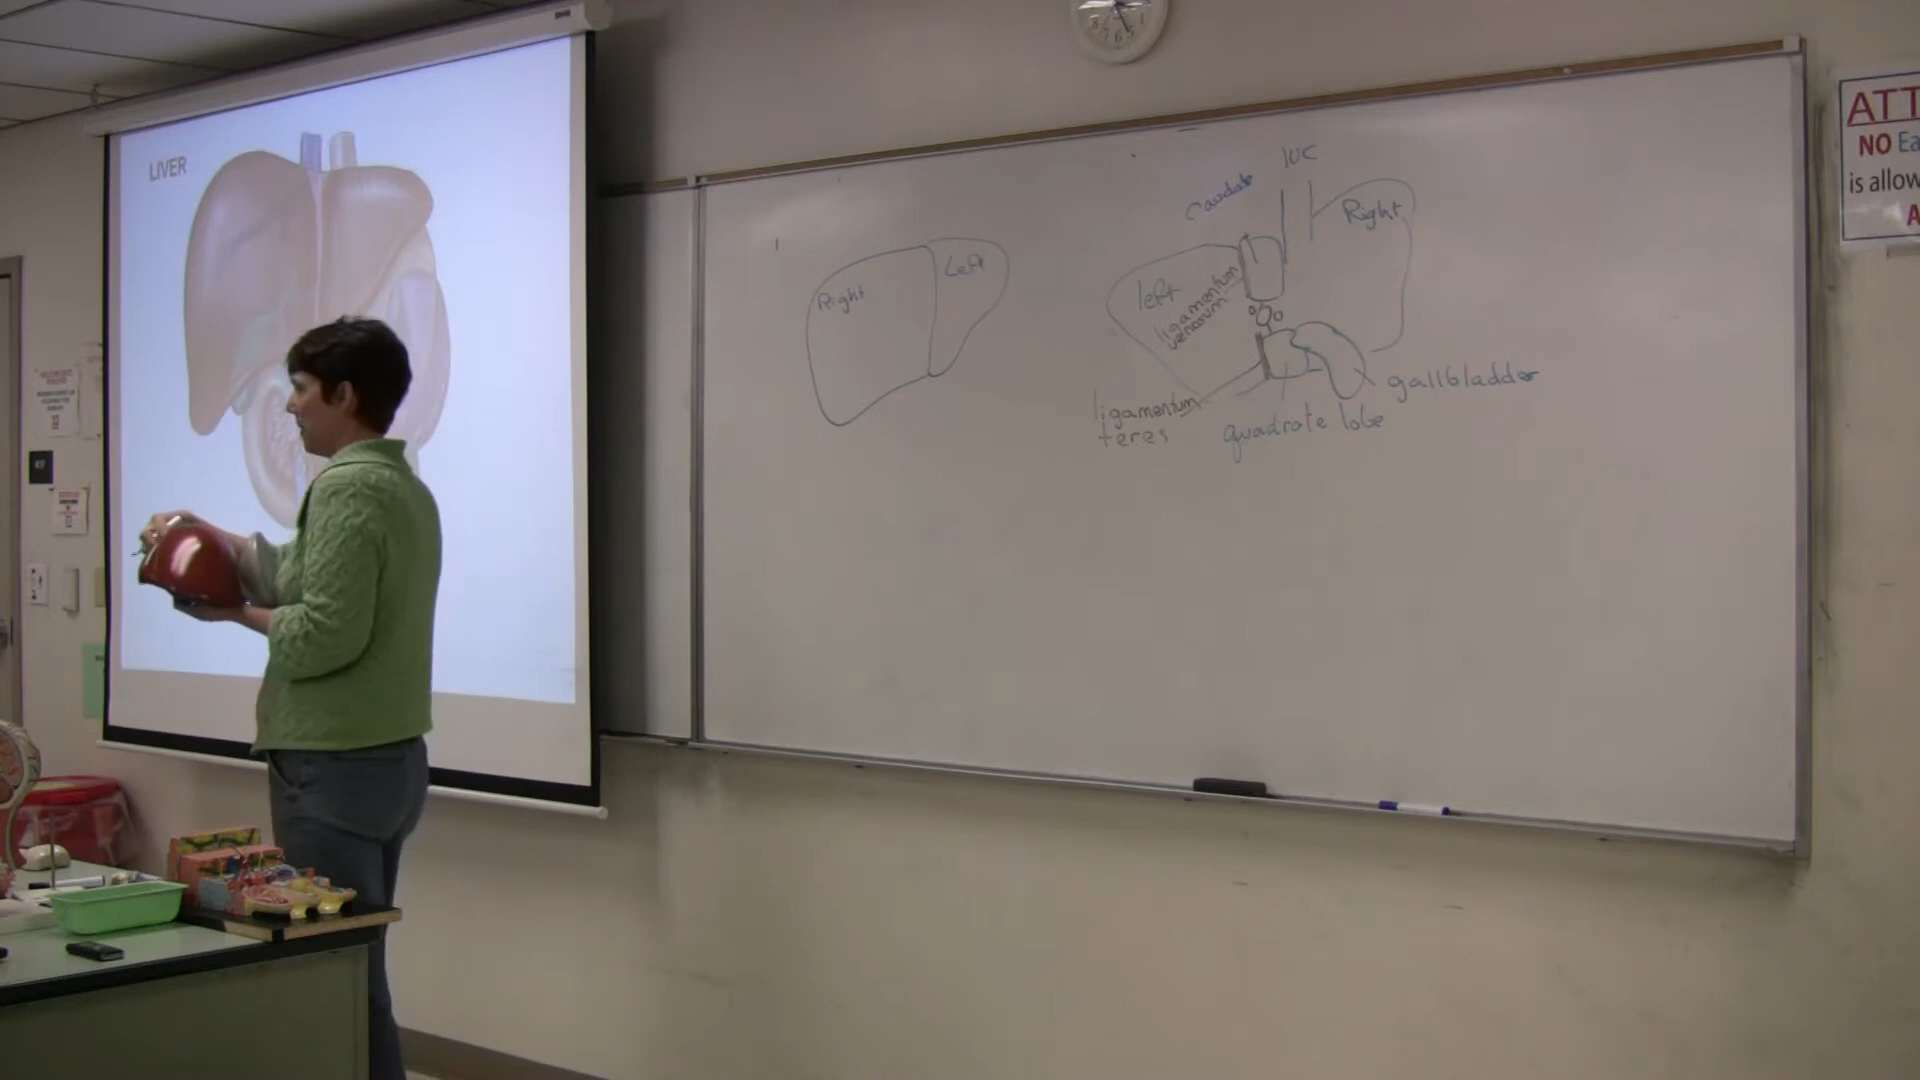 LIVER
Right
Left
IVC
Caudate
Right
left
ligamentum
venosum
gallbladder
ligamentum
teres
quadrate lobe
ATT
NO Ea
is allow
A